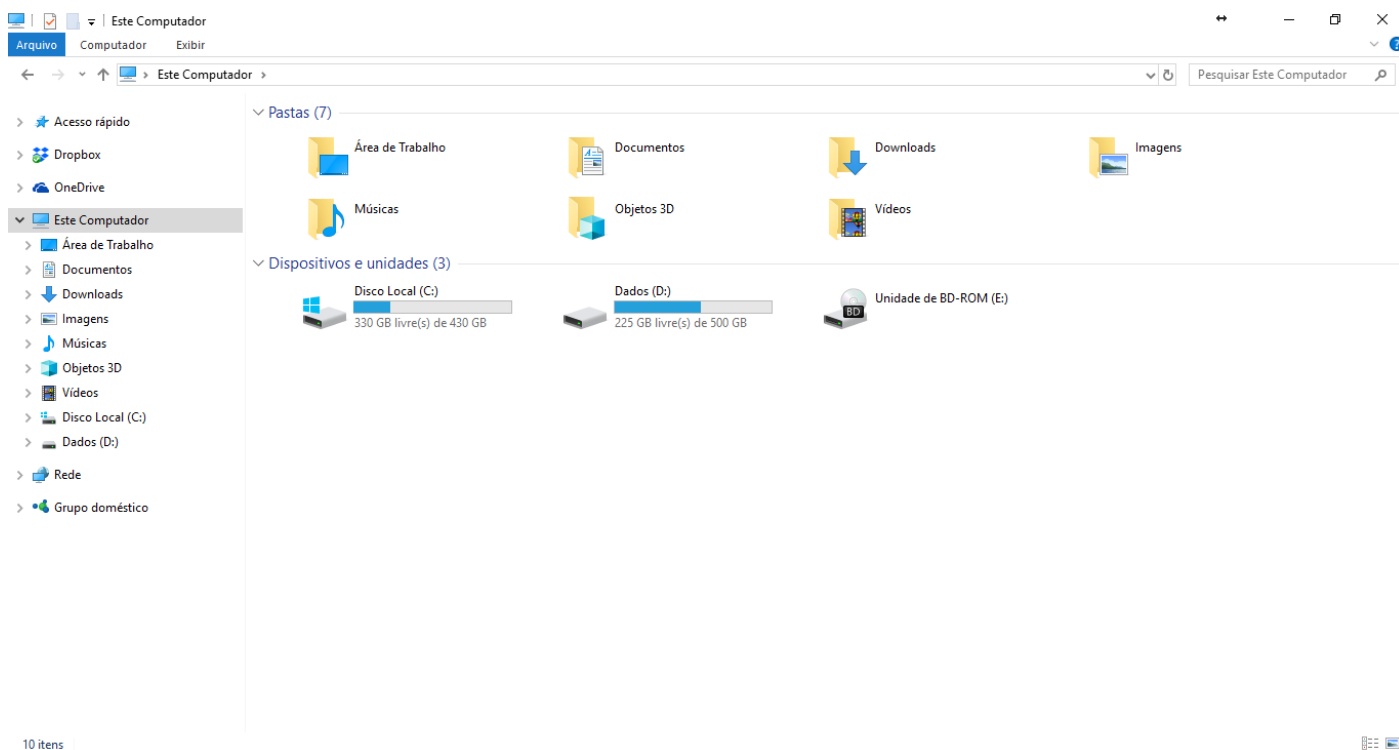 Este Computador
Arquivo Computador Exibir
Este Computador
Pesquisar Este Computador
Acesso rápido
Dropbox
OneDrive
Este Computador
Área de Trabalho
Documentos
Downloads
Imagens
Músicas
Objetos 3D
Vídeos
Disco Local (C:)
Dados (D:)
Rede
Grupo doméstico
Pastas (7)
Área de Trabalho
Documentos
Downloads
Imagens
Músicas
Objetos 3D
Vídeos
Dispositivos e unidades (3)
Disco Local (C:)
330 GB livre(s) de 430 GB
Dados (D:)
225 GB livre(s) de 500 GB
BD
Unidade de BD-ROM (E:)
10 itens